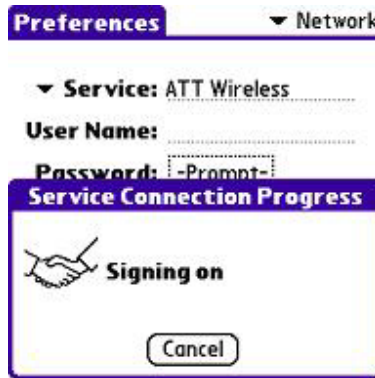 Preferences Network
Service: ATT Wireless
User Name:
Password: -Prompt-
Service Connection Progress
Signing on
Cancel